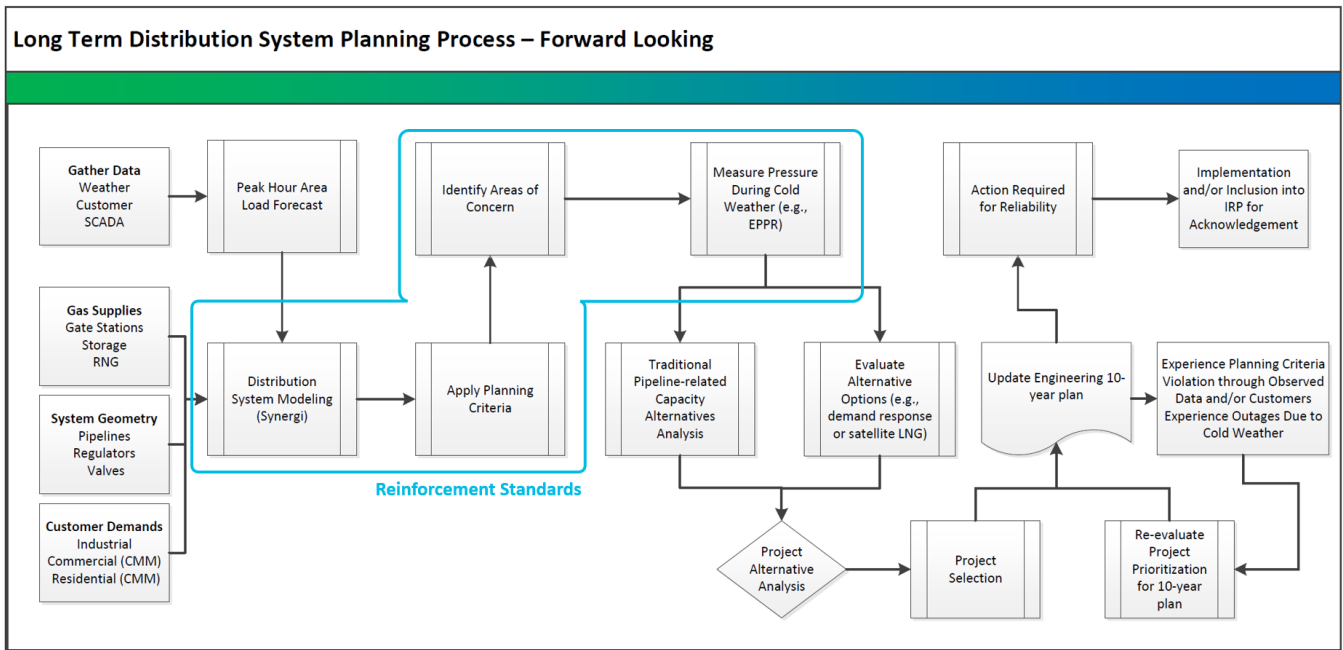 Long Term Distribution System Planning Process – Forward Looking
Gather Data
Weather
Customer
SCADA
Peak Hour Area
Load Forecast
Identify Areas of
Concern
Measure Pressure
During Cold
Weather (e.g.,
EPPR)
Action Required
for Reliability
Implementation
and/or Inclusion into
IRP for
Acknowledgement
Gas Supplies
Gate Stations
Storage
RNG
System Geometry
Pipelines
Regulators
Valves
Customer Demands
Industrial
Commercial (CMM)
Residential (CMM)
Distribution
System Modeling
(Synergi)
Apply Planning
Criteria
Reinforcement Standards
Traditional
Pipeline-related
Capacity
Alternatives
Analysis
Evaluate
Alternative
Options (e.g.,
demand response
or satellite LNG)
Update Engineering 10-
year plan
Experience Planning Criteria
Violation through Observed
Data and/or Customers
Experience Outages Due to
Cold Weather
Project
Alternative
Analysis
Project
Selection
Re-evaluate
Project
Prioritization
for 10-year
plan